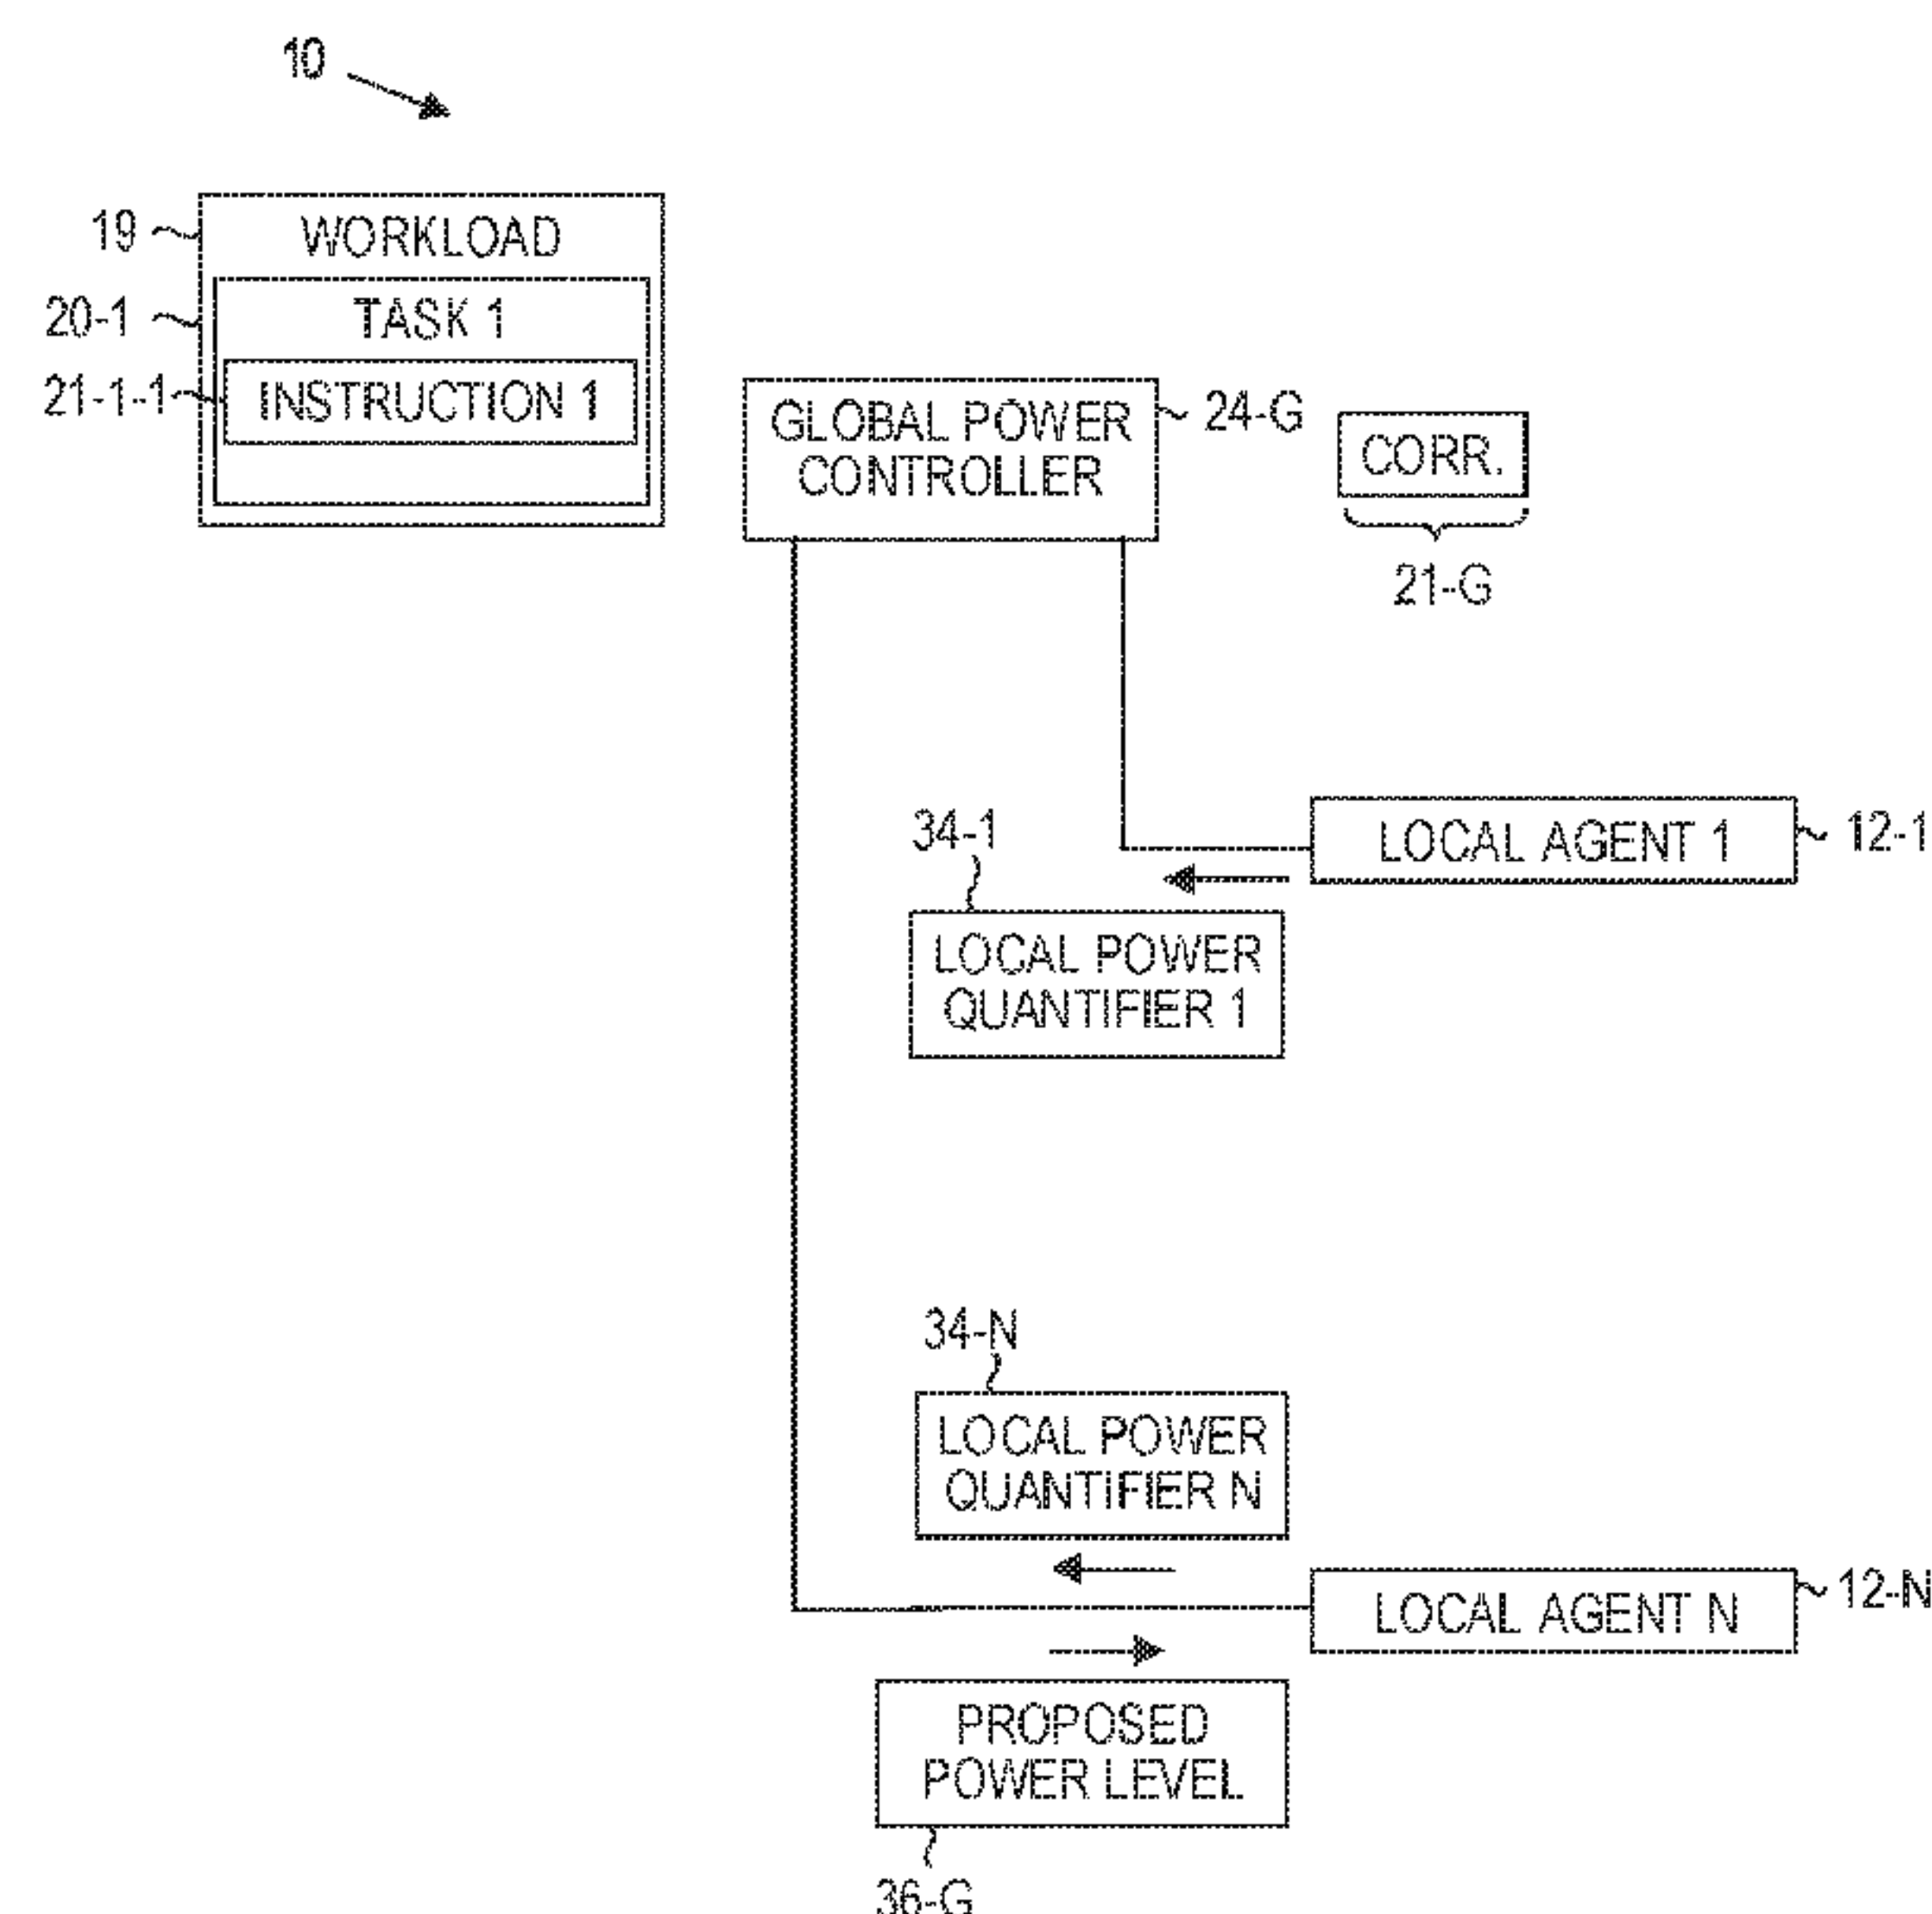 10
19
WORKLOAD
20-1
TASK 1
21-1-1
INSTRUCTION 1
GLOBAL POWER
CONTROLLER
24-G
CORR.
21-G
34-1
LOCAL AGENT 1
12-1
LOCAL POWER
QUANTIFIER 1
34-N
LOCAL POWER
QUANTIFIER N
LOCAL AGENT N
12-N
PROPOSED
POWER LEVEL
36-G